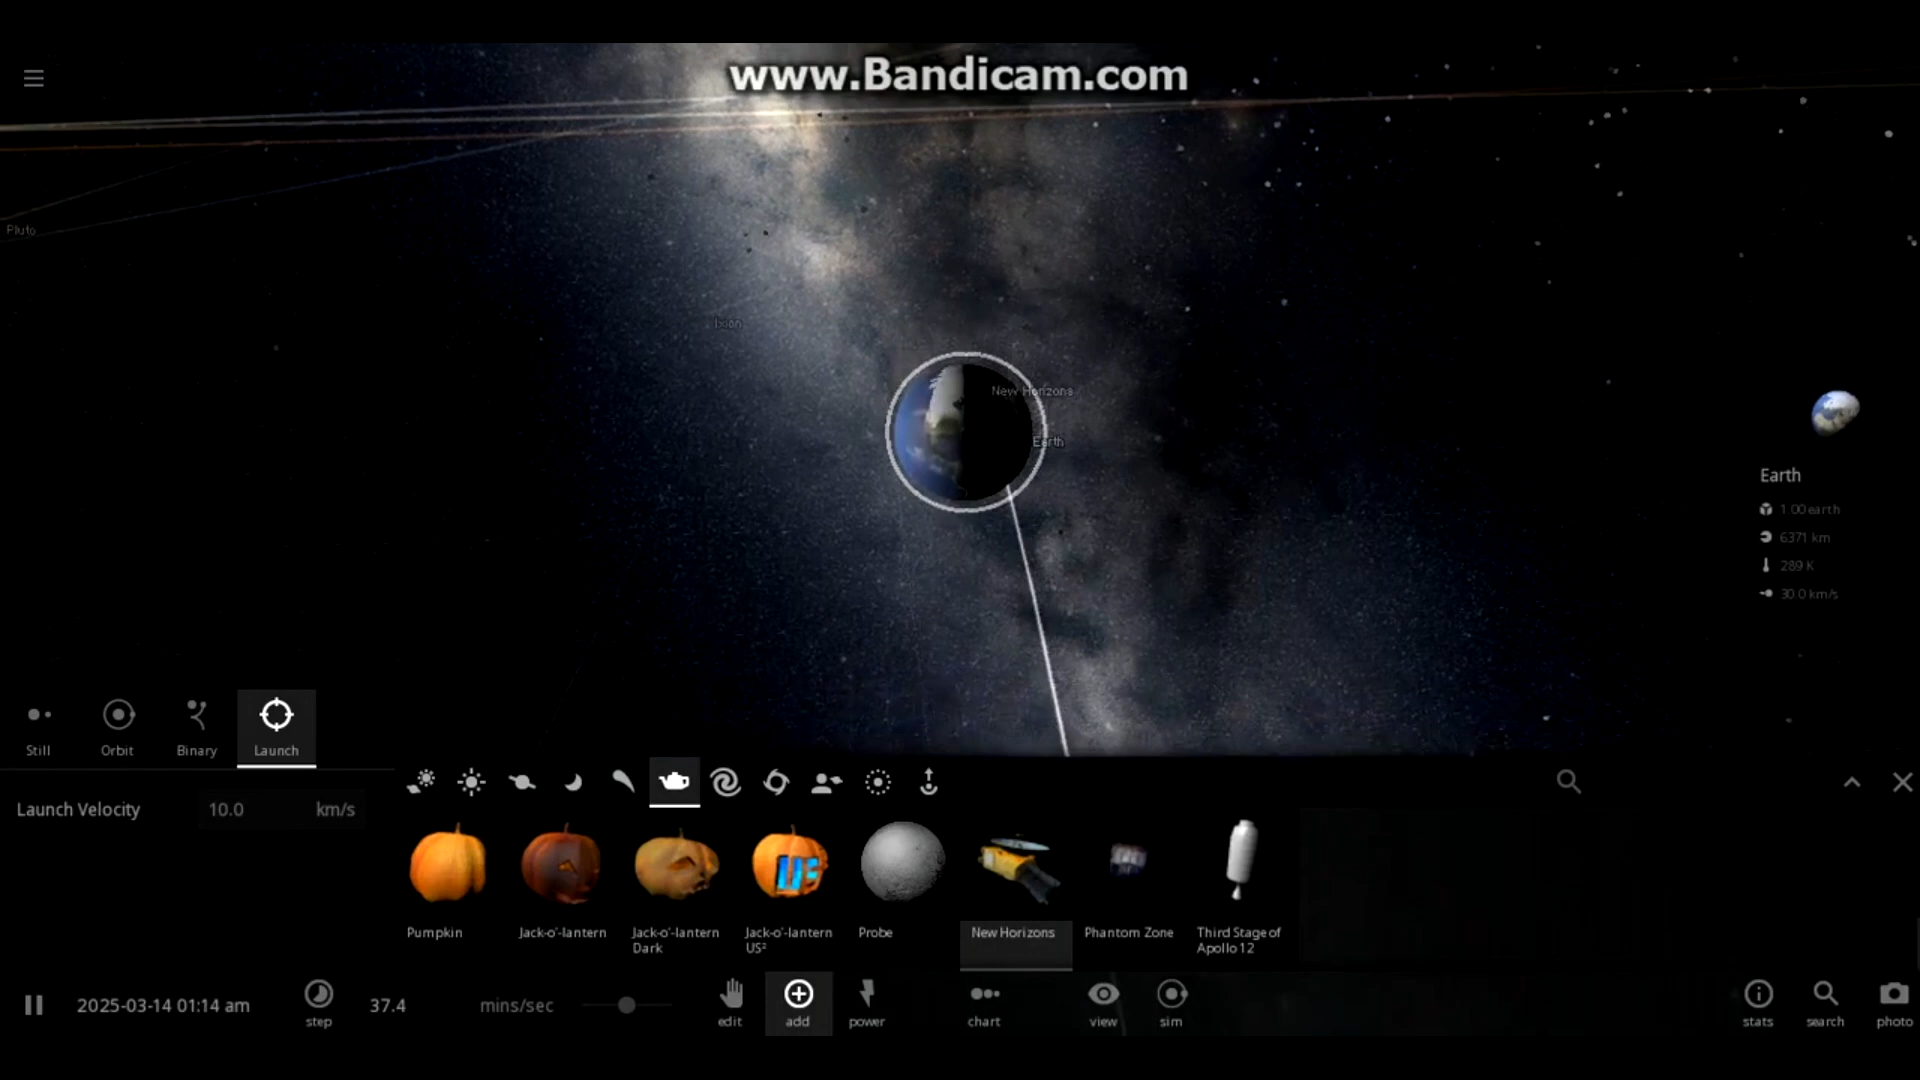 www.Bandicam.com
Pluto
Ixion
New Horizons
Earth
Earth
1.00 earth
6371 km
289 K
30.0 km/s
Still
Orbit
Binary
Launch
Launch Velocity
10.0
km/s
Pumpkin
Jack-o'-lantern
Jack-o'-lantern
Dark
Jack-o'-lantern
US²
Probe
New Horizons
Phantom Zone
Third Stage of
Apollo 12
2025-03-14 01:14 am
step
37.4
mins/sec
edit
add
power
chart
view
sim
stats
search
photo